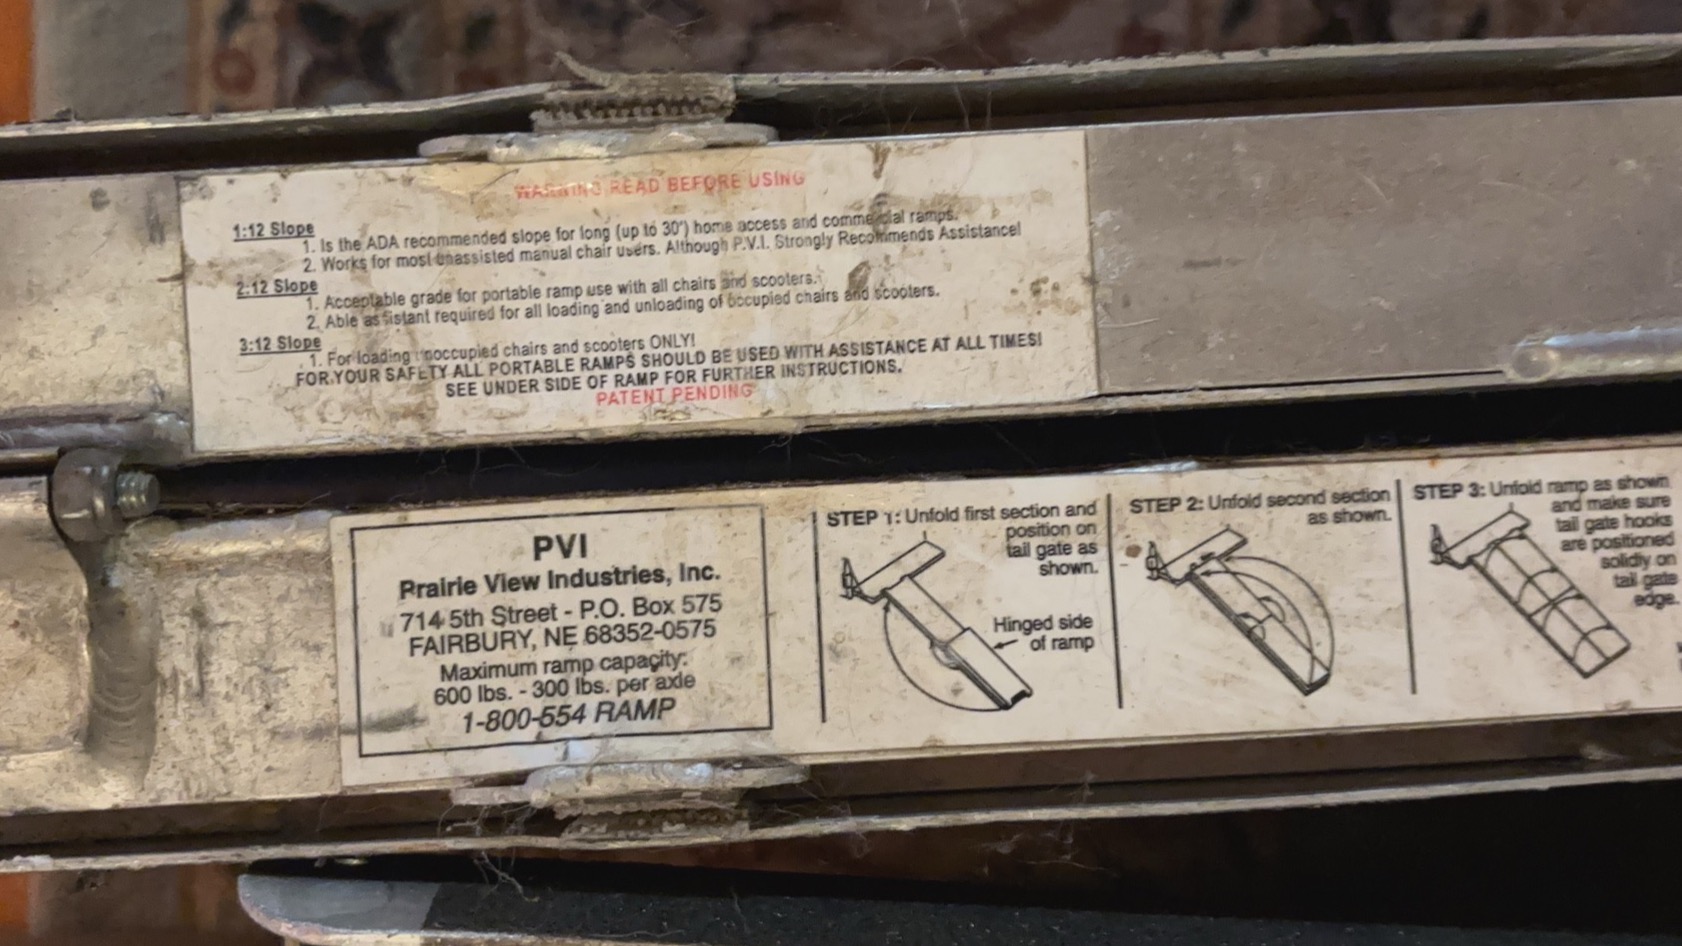 WARNING READ BEFORE USING
1:12 Slope
1. Is the ADA recommended slope for long (up to 30') home access and commercial ramps.
2. Works for most unassisted manual chair users. Although P.V.I. Strongly Recommends Assistance!
2:12 Slope
1. Acceptable grade for portable ramp use with all chairs and scooters.
2. Able assistant required for all loading and unloading of occupied chairs and scooters.
3:12 Slope
1. For loading unoccupied chairs and scooters ONLY!
FOR YOUR SAFETY ALL PORTABLE RAMPS SHOULD BE USED WITH ASSISTANCE AT ALL TIMES!
SEE UNDER SIDE OF RAMP FOR FURTHER INSTRUCTIONS.
PATENT PENDING
PVI
Prairie View Industries, Inc.
714 5th Street - P.O. Box 575
FAIRBURY, NE 68352-0575
Maximum ramp capacity:
600 lbs. - 300 lbs. per axle
1-800-554 RAMP
STEP 1: Unfold first section and
position on
tail gate as
shown.
Hinged side
of ramp
STEP 2: Unfold second section
as shown.
STEP 3: Unfold ramp as shown
and make sure
tail gate hooks
are positioned
solidly on
tail gate
edge.